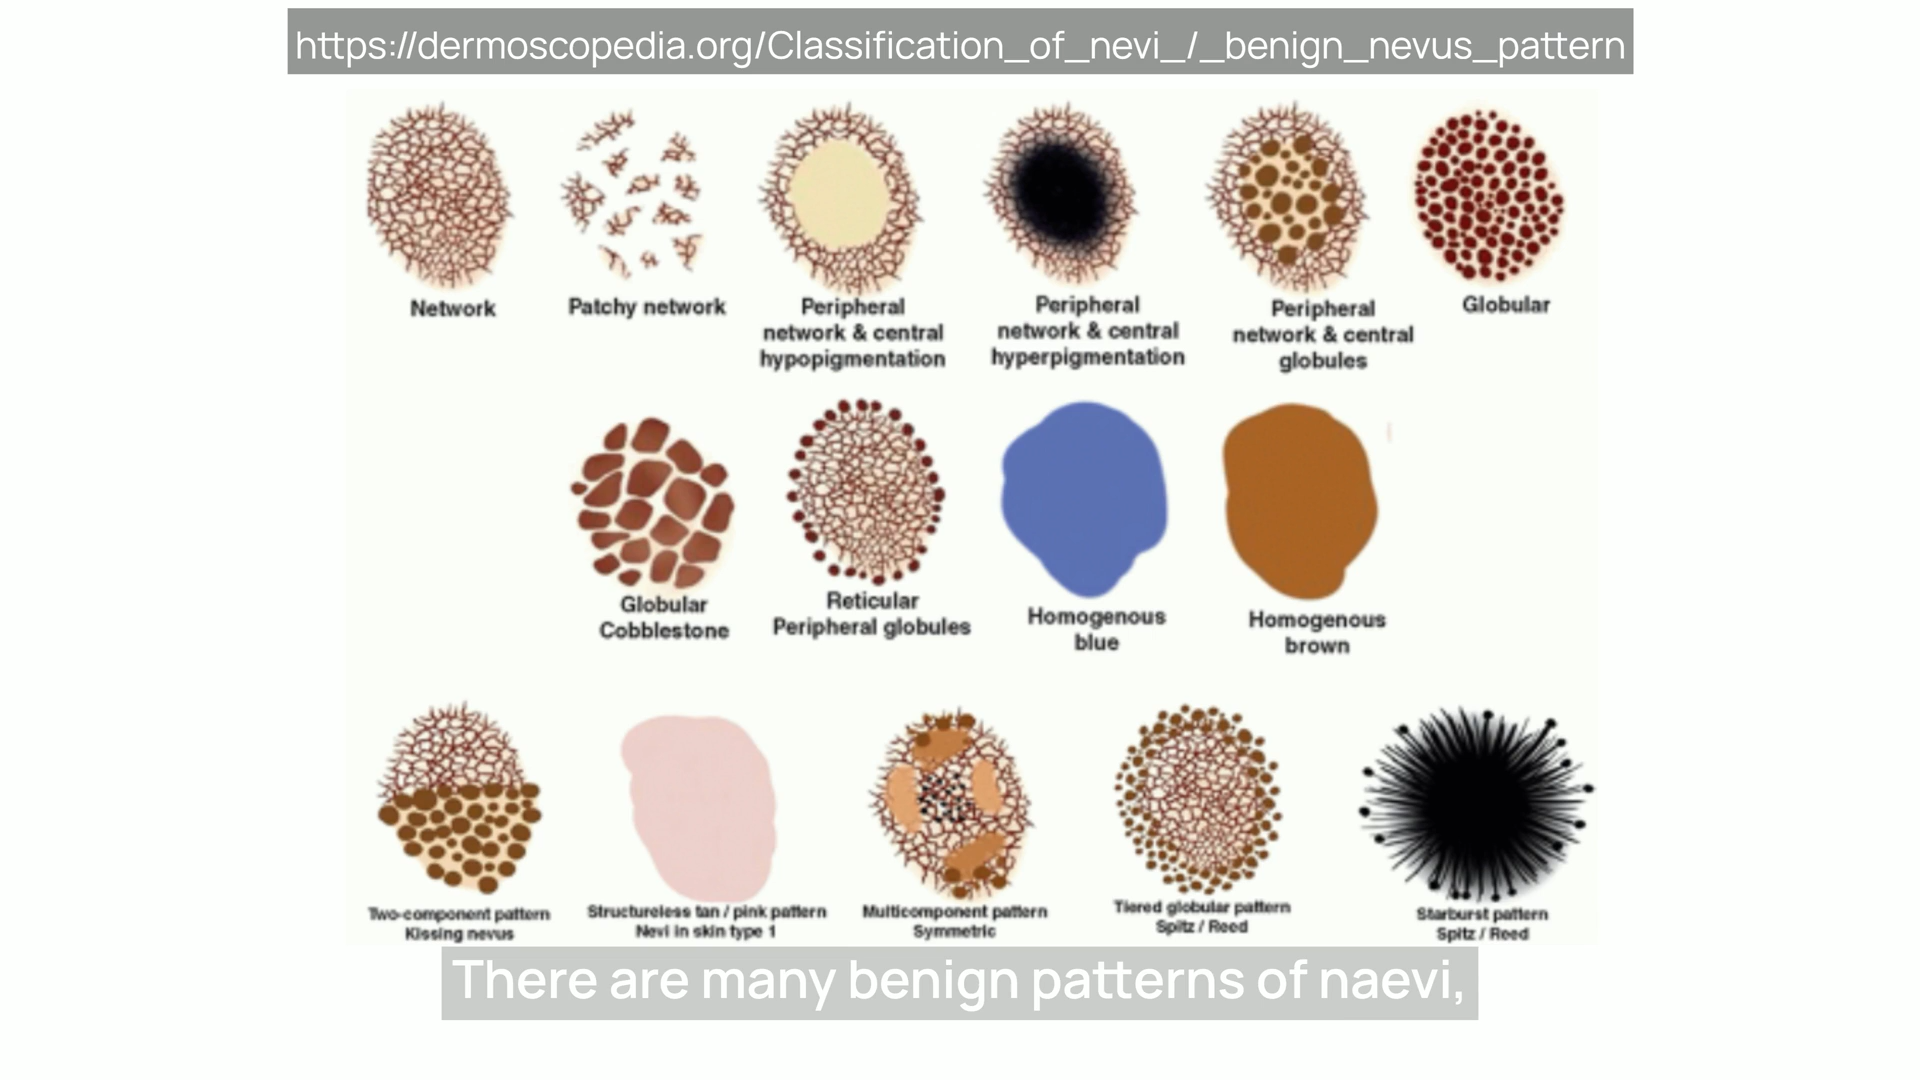 https://dermoscopedia.org/Classification_of_nevi_/_benign_nevus_pattern
Network
Patchy network
Peripheral
network & central
hypopigmentation
Peripheral
network & central
hyperpigmentation
Peripheral
network & central
globules
Globular
Globular
Cobblestone
Reticular
Peripheral globules
Homogenous
blue
Homogenous
brown
Two-component pattern
Kissing nevus
Structureless tan / pink pattern
Nevi in skin type 1
Multicomponent pattern
Symmetric
Tiered globular pattern
Spitz / Reed
Starburst pattern
Spitz / Reed
There are many benign patterns of naevi,